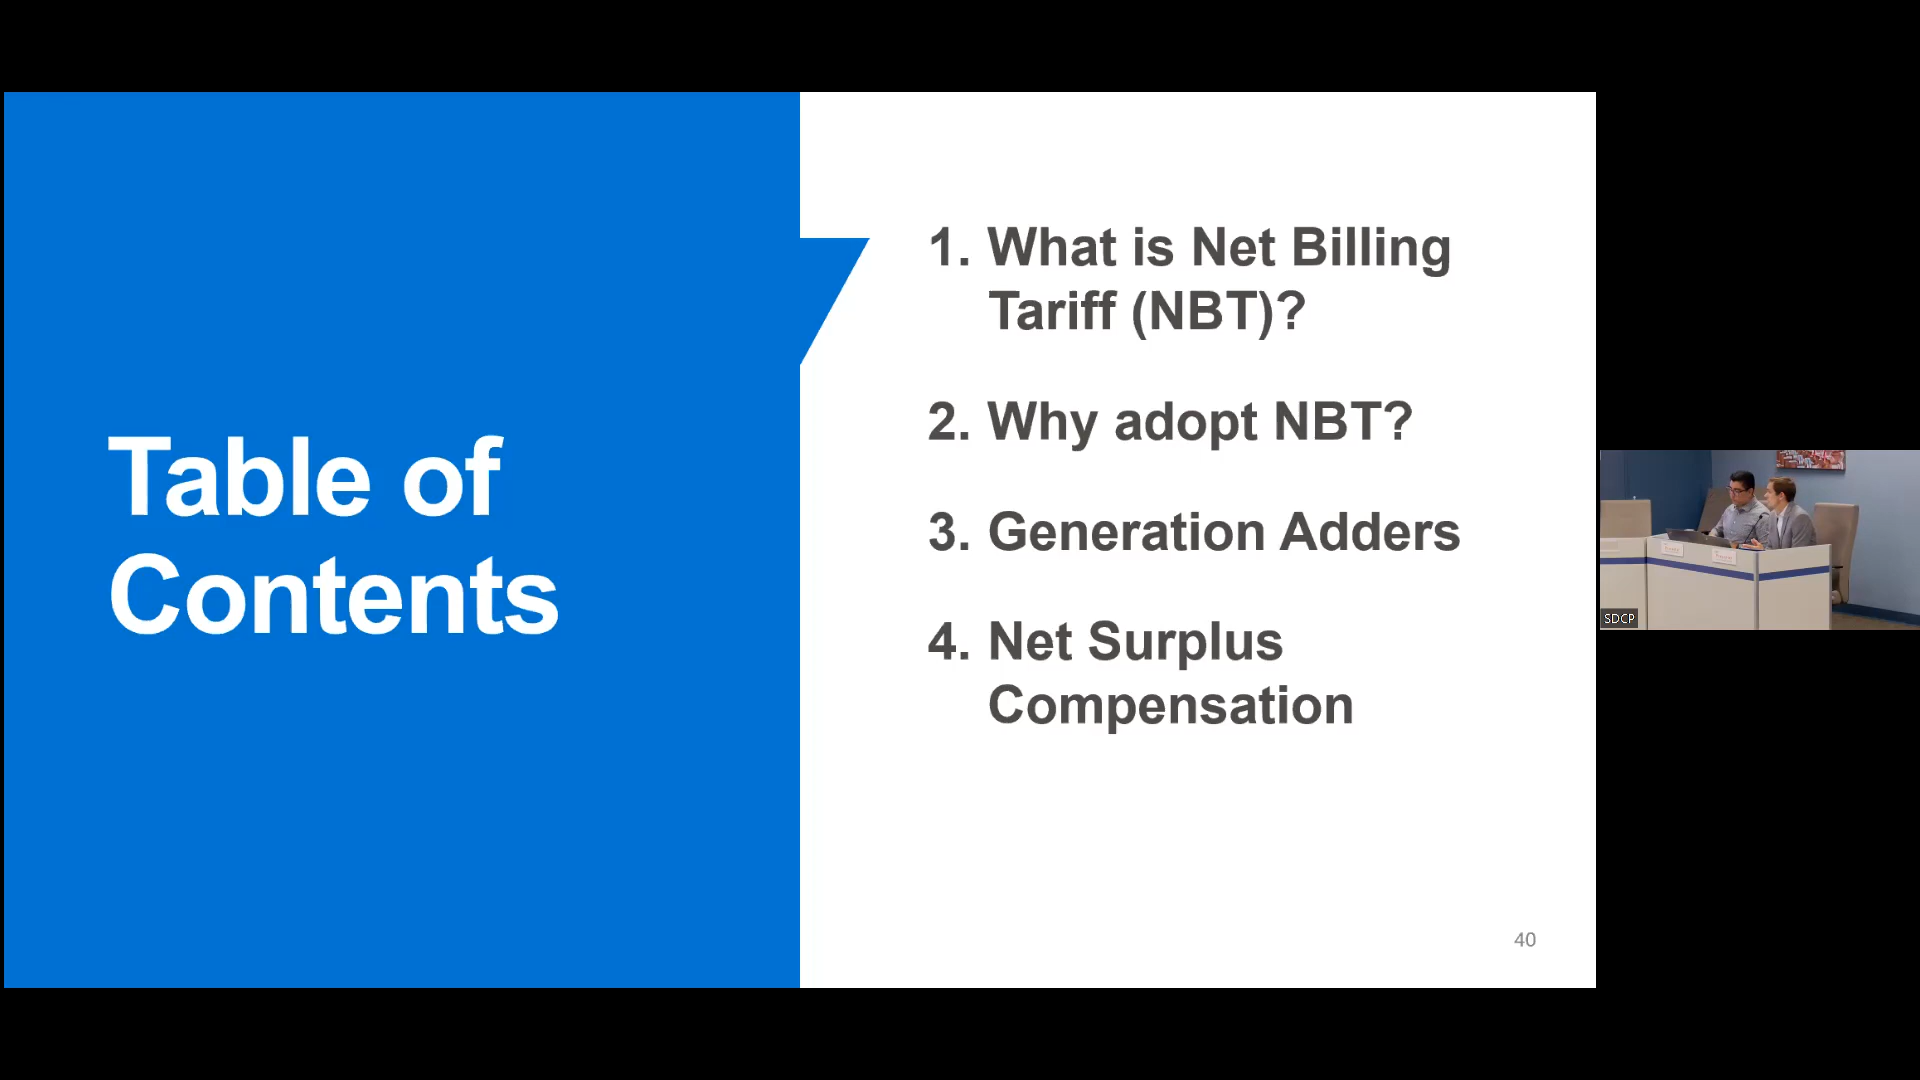 Table of
Contents
1. What is Net Billing
Tariff (NBT)?
2. Why adopt NBT?
3. Generation Adders
4. Net Surplus
Compensation
40
SDCP